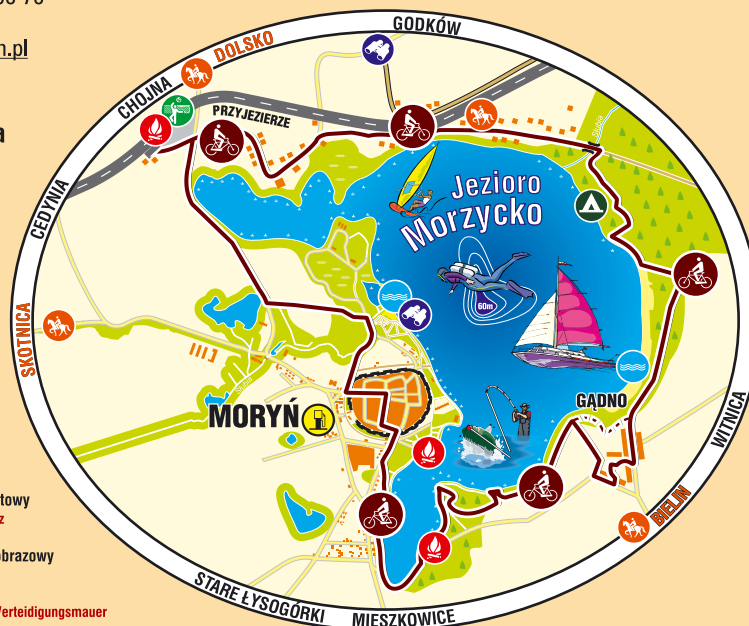 n.pl
GODKÓW
DOLSKO
CHOJNA
PRZYJEZIERZE
CEDYNIA
SKOTNICA
Jezioro
Morzycko
60m
MORYŃ
GĄDNO
WITNICA
BIELIN
STARE ŁYSOGÓRKI
MIESZKOWICE
towy
z
obrazowy
Verteidigungsmauer